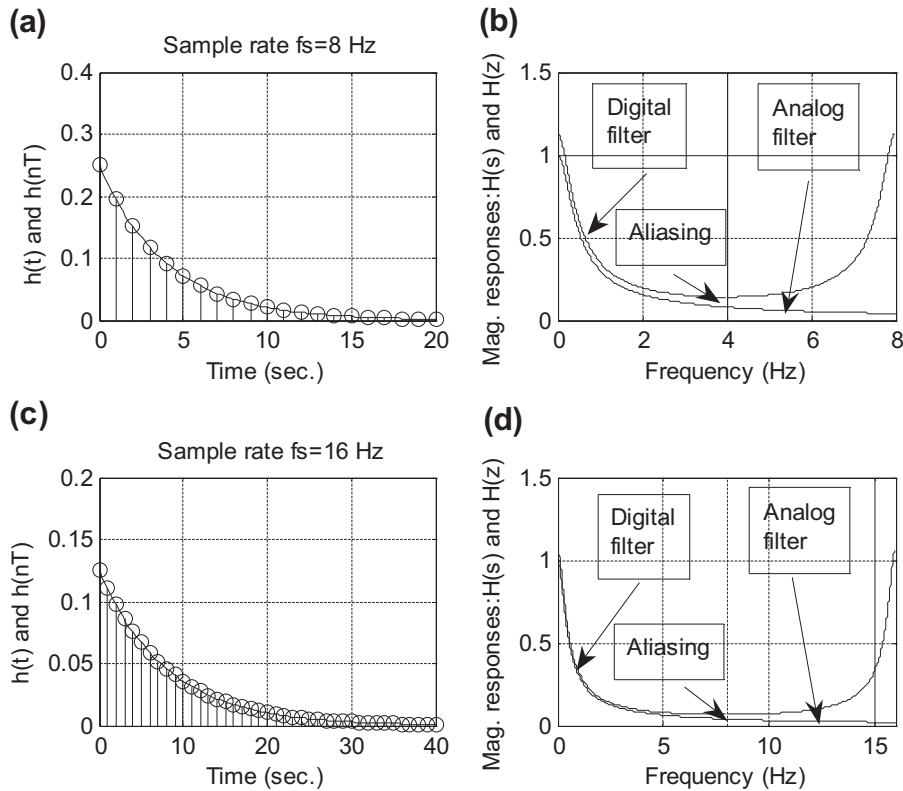 (a)
Sample rate fs=8 Hz
h(t) and h(nT)
0.4
0.3
0.2
0.1
0
0
5
10
15
20
Time (sec.)
(b)
Mag. responses:H(s) and H(z)
1.5
1
0.5
0
Digital
filter
Analog
filter
Aliasing
0
2
4
6
8
Frequency (Hz)
(c)
Sample rate fs=16 Hz
h(t) and h(nT)
0.2
0.15
0.1
0.05
0
0
10
20
30
40
Time (sec.)
(d)
Mag. responses:H(s) and H(z)
1.5
1
0.5
0
Digital
filter
Analog
filter
Aliasing
0
5
10
15
Frequency (Hz)